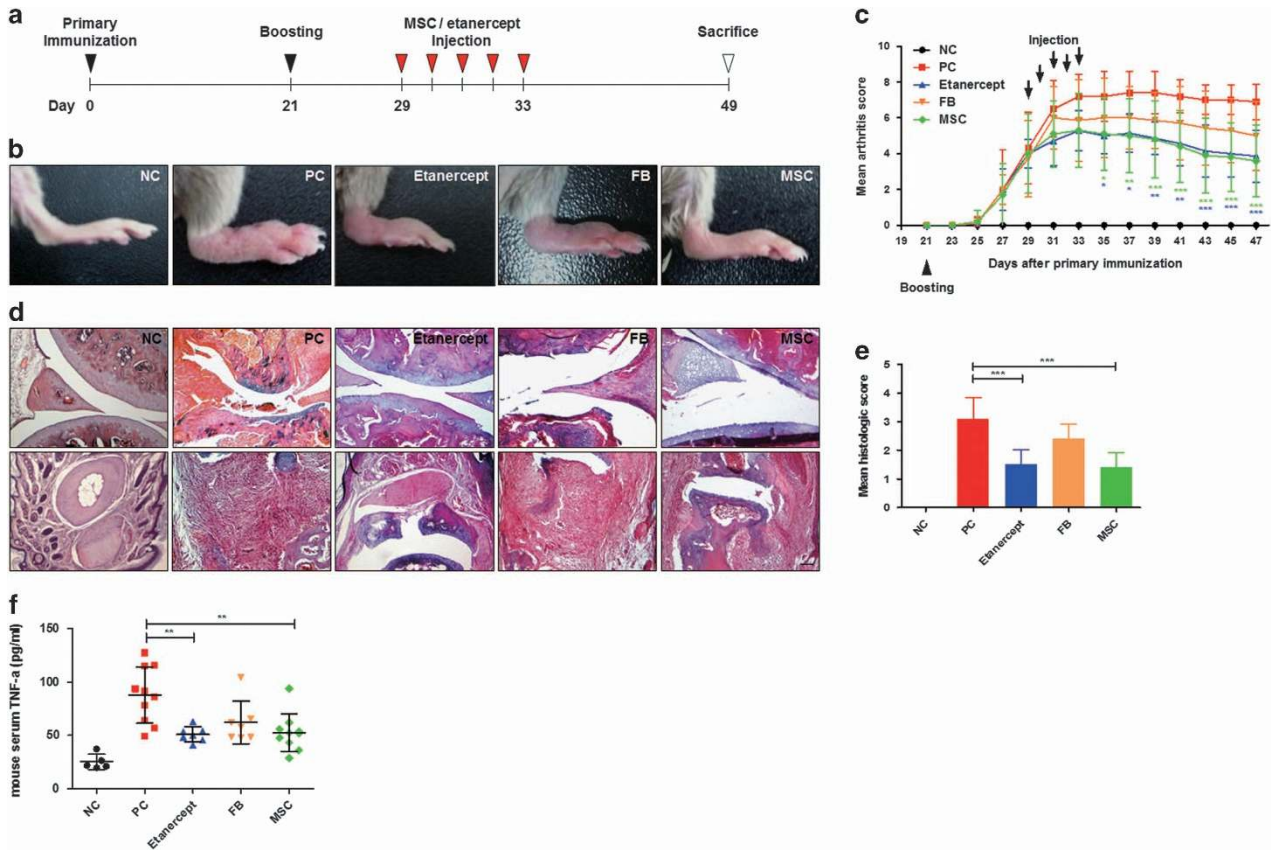 a
Primary
Immunization
Boosting
MSC / etanercept
Injection
Sacrifice
Day 0 21 29 33 49
b
NC PC Etanercept FB MSC
c
Mean arthritis score
10
8
6
4
2
0
NC
PC
Etanercept
FB
MSC
Injection
** 
* ** *** *** *** *** ***
* * ** ** *** *** ***
19 21 23 25 27 29 31 33 35 37 39 41 43 45 47
Days after primary immunization
Boosting
d
NC PC Etanercept FB MSC
e
Mean histologic score
5
4
3
2
1
0
***
***
NC PC Etanercept FB MSC
f
mouse serum TNF-a (pg/ml)
150
100
50
0
**
**
NC PC Etanercept FB MSC